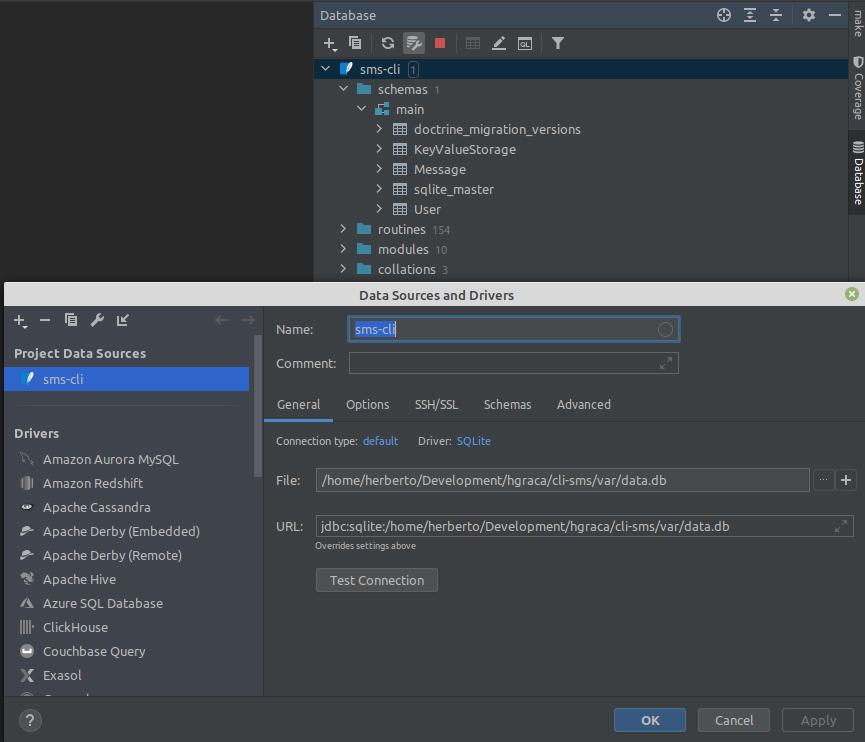 Database
make
Coverage
Database
QL
sms-cli 1
schemas 1
main
doctrine_migration_versions
KeyValueStorage
Message
sqlite_master
User
routines 154
modules 10
collations 3
Data Sources and Drivers
Project Data Sources
sms-cli
Drivers
Amazon Aurora MySQL
Amazon Redshift
Apache Cassandra
Apache Derby (Embedded)
Apache Derby (Remote)
Apache Hive
Azure SQL Database
ClickHouse
Couchbase Query
Exasol
Name: sms-cli
Comment:
General Options SSH/SSL Schemas Advanced
Connection type: default Driver: SQLite
File: /home/herberto/Development/hgraca/cli-sms/var/data.db ...
URL: jdbc:sqlite:/home/herberto/Development/hgraca/cli-sms/var/data.db
Overrides settings above
Test Connection
? OK Cancel Apply